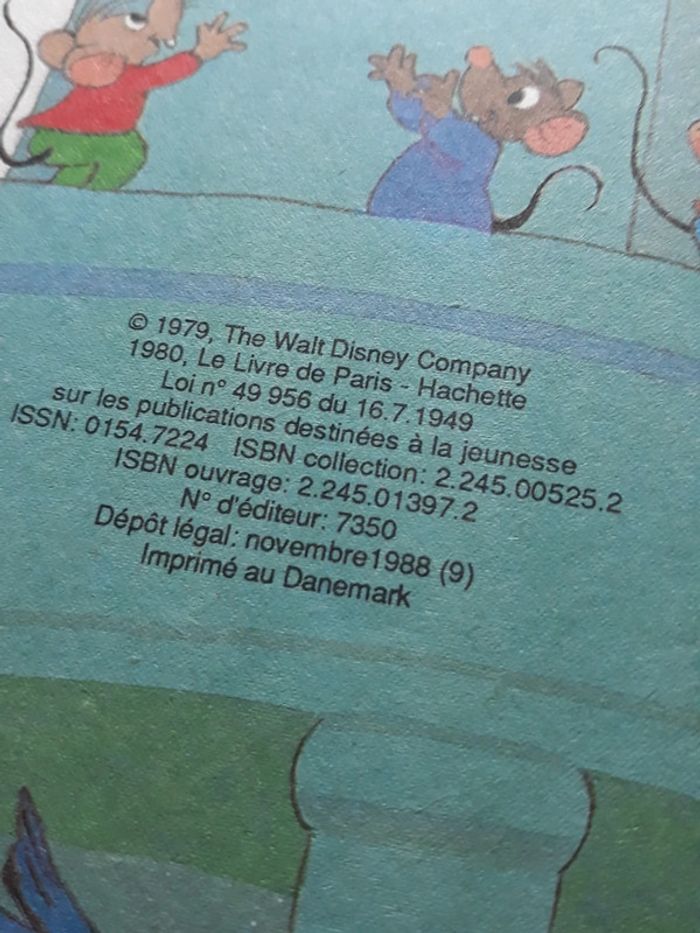 © 1979, The Walt Disney Company
1980, Le Livre de Paris - Hachette
Loi n° 49 956 du 16.7.1949
sur les publications destinées à la jeunesse
ISSN: 0154.7224 ISBN collection: 2.245.00525.2
ISBN ouvrage: 2.245.01397.2
N° d'éditeur: 7350
Dépôt légal: novembre1988 (9)
Imprimé au Danemark